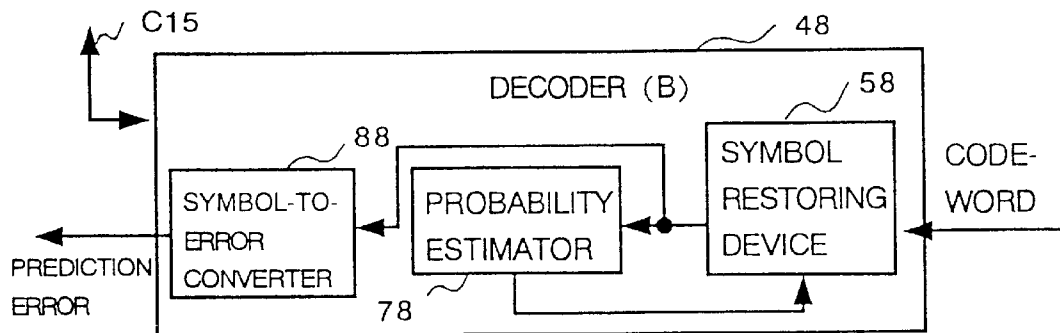 C15
48
DECODER (B)
58
88
SYMBOL
RESTORING
DEVICE
CODE-
WORD
PROBABILITY
ESTIMATOR
SYMBOL-TO-
ERROR
CONVERTER
78
PREDICTION
ERROR